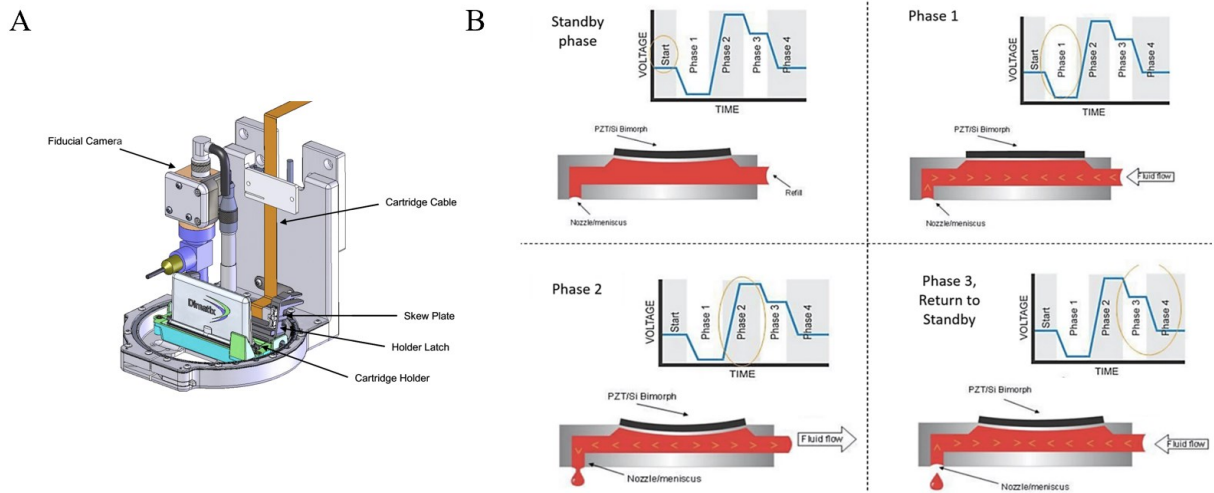 A
Fiducial Camera
Cartridge Cable
Dimatix
Skew Plate
Holder Latch
Cartridge Holder
B
Standby
phase
VOLTAGE
Start
Phase 1
Phase 2
Phase 3
Phase 4
TIME
PZT/Si Bimorph
Refill
Nozzle/meniscus
Phase 1
VOLTAGE
Start
Phase 1
Phase 2
Phase 3
Phase 4
TIME
PZT/Si Bimorph
Fluid flow
Nozzle/meniscus
Phase 2
VOLTAGE
Start
Phase 1
Phase 2
Phase 3
Phase 4
TIME
PZT/Si Bimorph
Fluid flow
Nozzle/meniscus
Phase 3,
Return to
Standby
VOLTAGE
Start
Phase 1
Phase 2
Phase 3
Phase 4
TIME
PZT/Si Bimorph
Fluid flow
Nozzle/meniscus